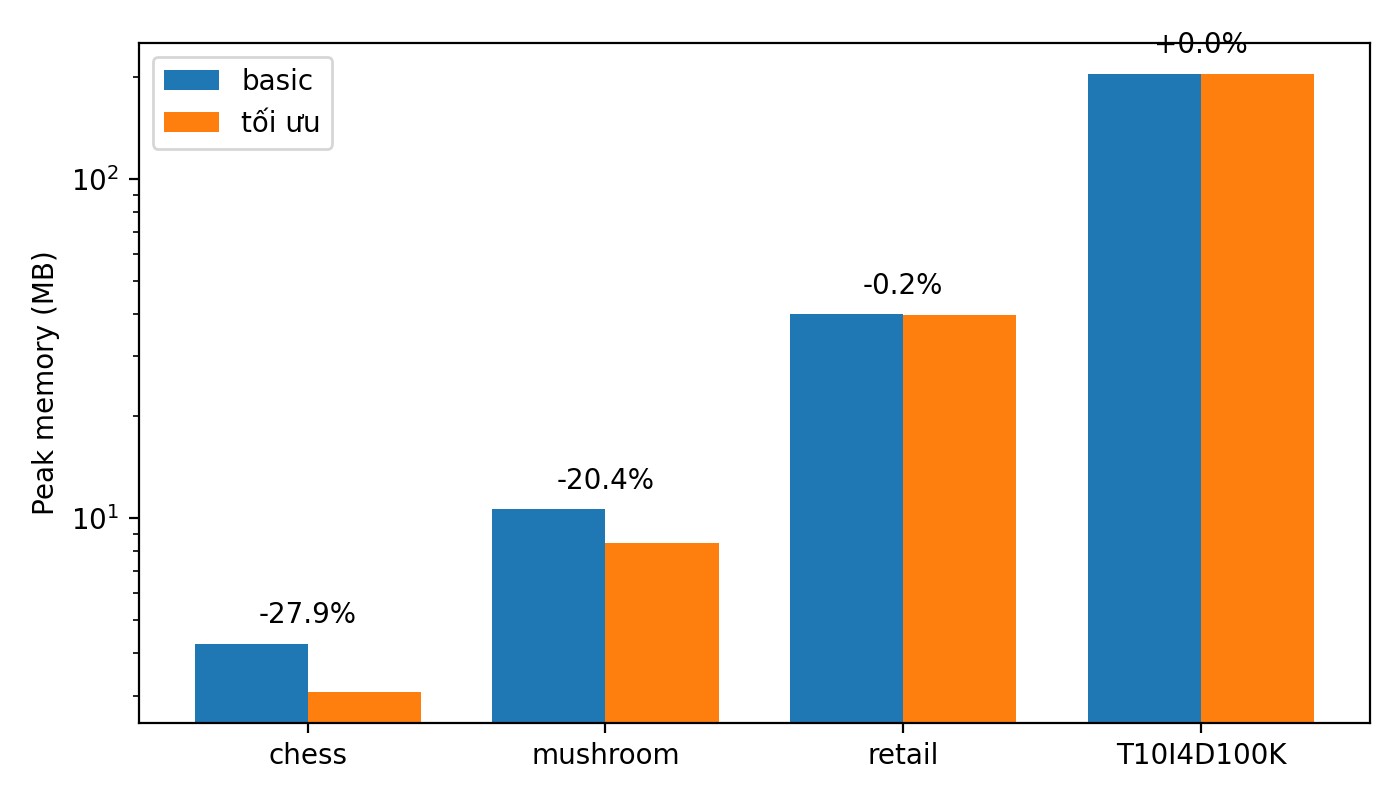 +0.0%
basic
tối ưu
10²
-0.2%
Peak memory (MB)
-20.4%
10¹
-27.9%
chess
mushroom
retail
T10I4D100K